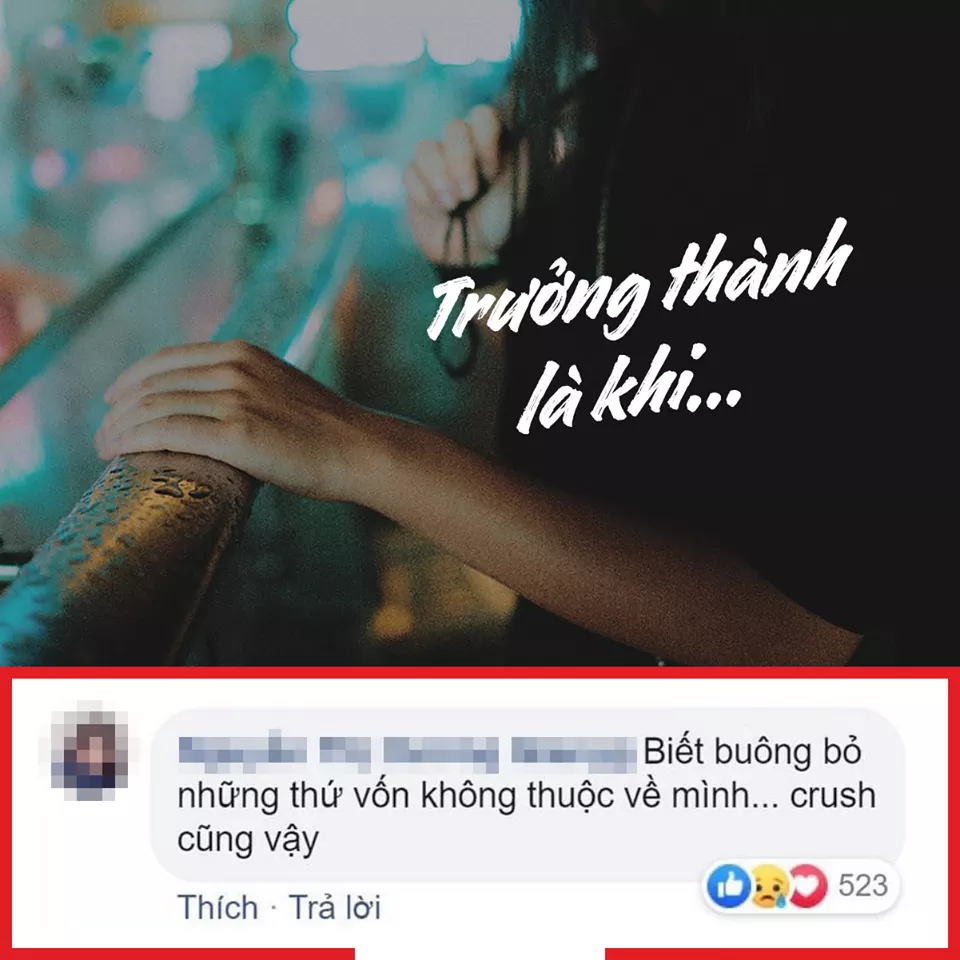 Trưởng thành
là khi...
Biết buông bỏ
những thứ vốn không thuộc về mình... crush
cũng vậy
Thích · Trả lời
523